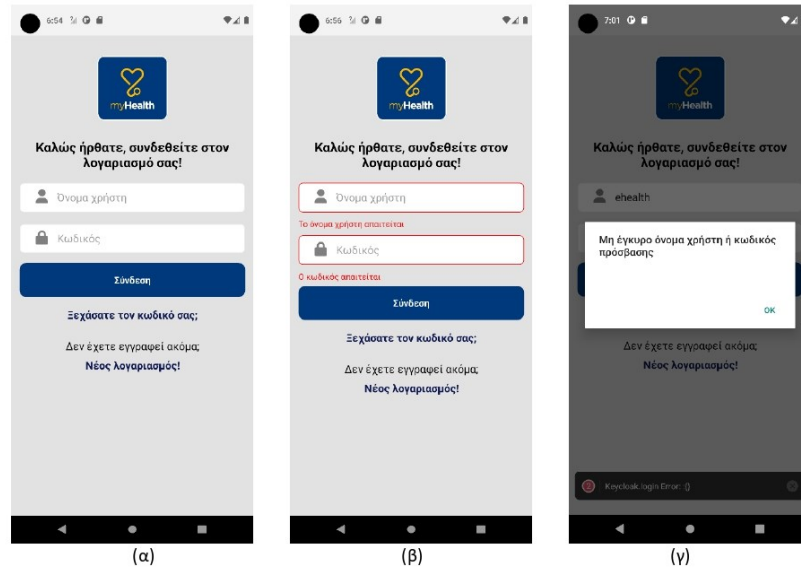 6:54
myHealth
Καλώς ήρθατε, συνδεθείτε στον
λογαριασμό σας!
Όνομα χρήστη
Κωδικός
Σύνδεση
Ξεχάσατε τον κωδικό σας;
Δεν έχετε εγγραφεί ακόμα;
Νέος λογαριασμός!
(α)
6:56
myHealth
Καλώς ήρθατε, συνδεθείτε στον
λογαριασμό σας!
Όνομα χρήστη
Το όνομα χρήστη απαιτείται
Κωδικός
Ο κωδικός απαιτείται
Σύνδεση
Ξεχάσατε τον κωδικό σας;
Δεν έχετε εγγραφεί ακόμα;
Νέος λογαριασμός!
(β)
7:01
myHealth
Καλώς ήρθατε, συνδεθείτε στον
λογαριασμό σας!
ehealth
Μη έγκυρο όνομα χρήστη ή κωδικός
πρόσβασης
OK
Δεν έχετε εγγραφεί ακόμα;
Νέος λογαριασμός!
Keycloak.login Error: :{}
(γ)